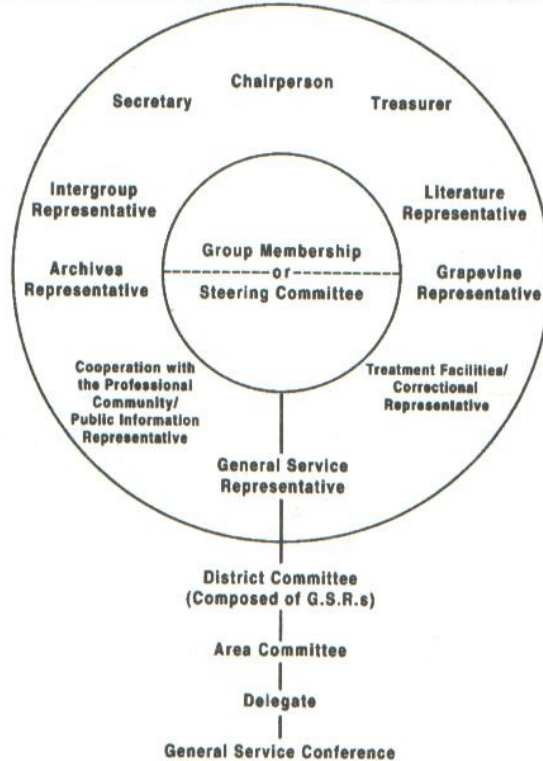 Chairperson
Secretary
Treasurer
Intergroup
Representative
Literature
Representative
Group Membership
or
Steering Committee
Archives
Representative
Grapevine
Representative
Cooperation with
the Professional
Community/
Public Information
Representative
Treatment Facilities/
Correctional
Representative
General Service
Representative
District Committee
(Composed of G.S.R.s)
Area Committee
Delegate
General Service Conference